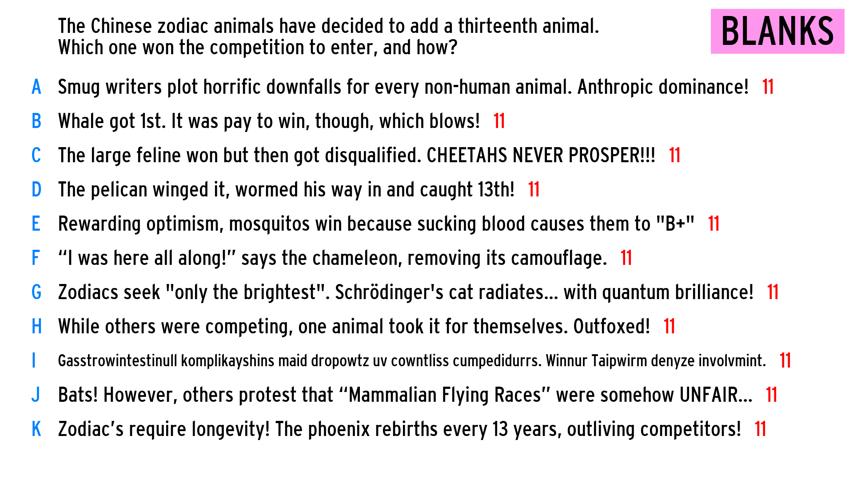 The Chinese zodiac animals have decided to add a thirteenth animal.
Which one won the competition to enter, and how?
BLANKS
A Smug writers plot horrific downfalls for every non-human animal. Anthropic dominance! 11
B Whale got 1st. It was pay to win, though, which blows! 11
C The large feline won but then got disqualified. CHEETAHS NEVER PROSPER!!! 11
D The pelican winged it, wormed his way in and caught 13th! 11
E Rewarding optimism, mosquitos win because sucking blood causes them to "B+" 11
F “I was here all along!” says the chameleon, removing its camouflage. 11
G Zodiacs seek "only the brightest". Schrödinger's cat radiates... with quantum brilliance! 11
H While others were competing, one animal took it for themselves. Outfoxed! 11
I Gasstrowintestinull komplikayshins maid dropowtz uv cowntliss cumpedidurrs. Winnur Taipwirm denyze involvmint. 11
J Bats! However, others protest that “Mammalian Flying Races” were somehow UNFAIR... 11
K Zodiac’s require longevity! The phoenix rebirths every 13 years, outliving competitors! 11